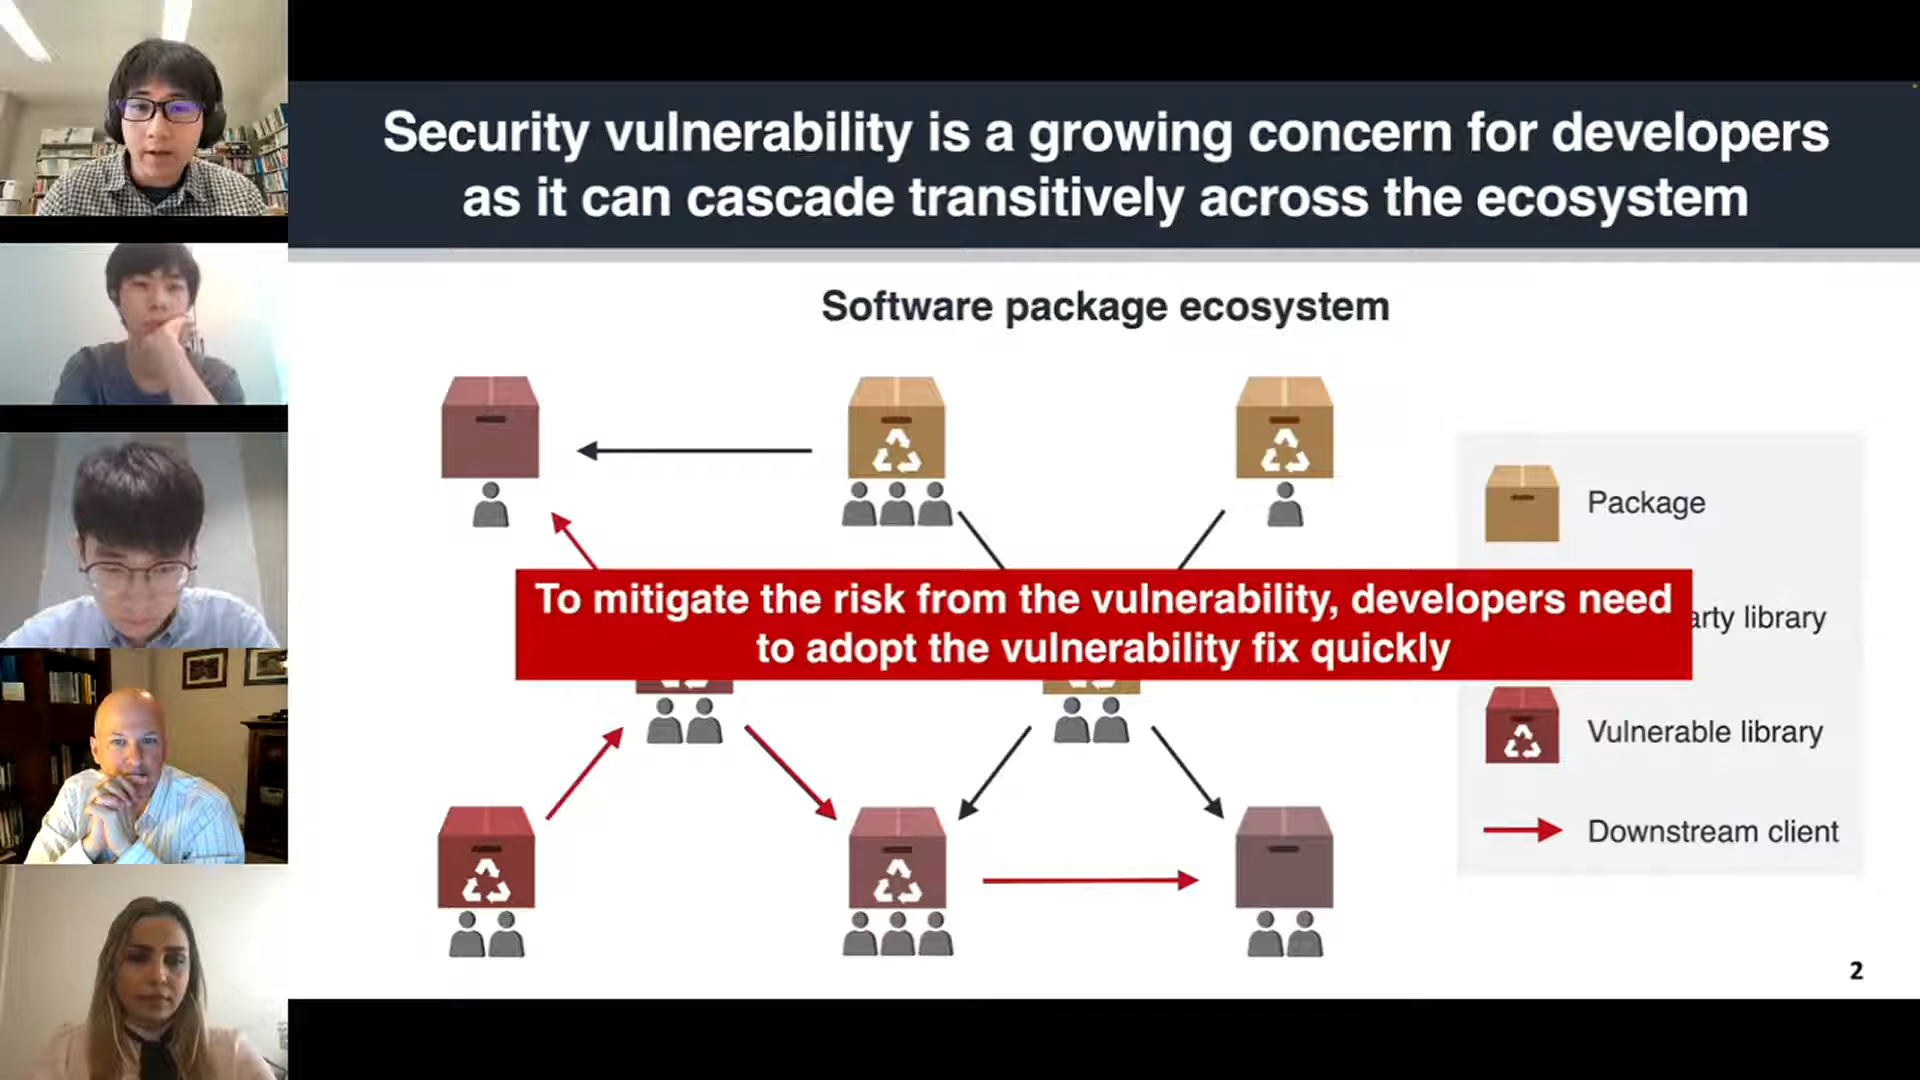 Security vulnerability is a growing concern for developers
as it can cascade transitively across the ecosystem
Software package ecosystem
Package
To mitigate the risk from the vulnerability, developers need
to adopt the vulnerability fix quickly
library
Vulnerable library
Downstream client
2